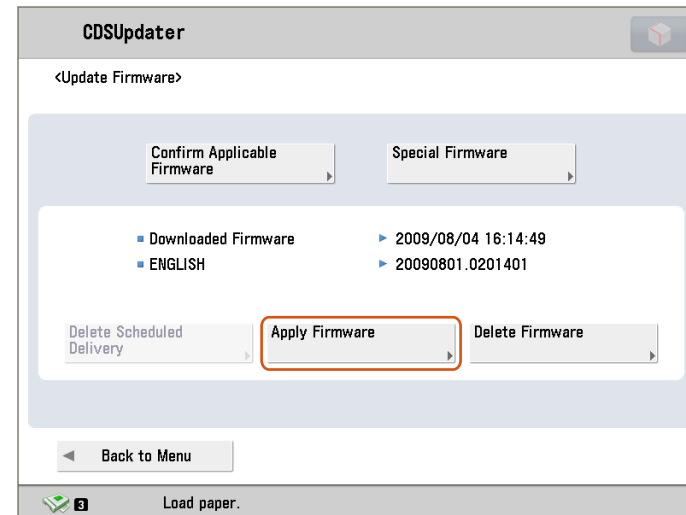 CDSUpdater
<Update Firmware>
Confirm Applicable
Firmware
Special Firmware
Downloaded Firmware
2009/08/04 16:14:49
ENGLISH
20090801.0201401
Delete Scheduled
Delivery
Apply Firmware
Delete Firmware
Back to Menu
3
Load paper.